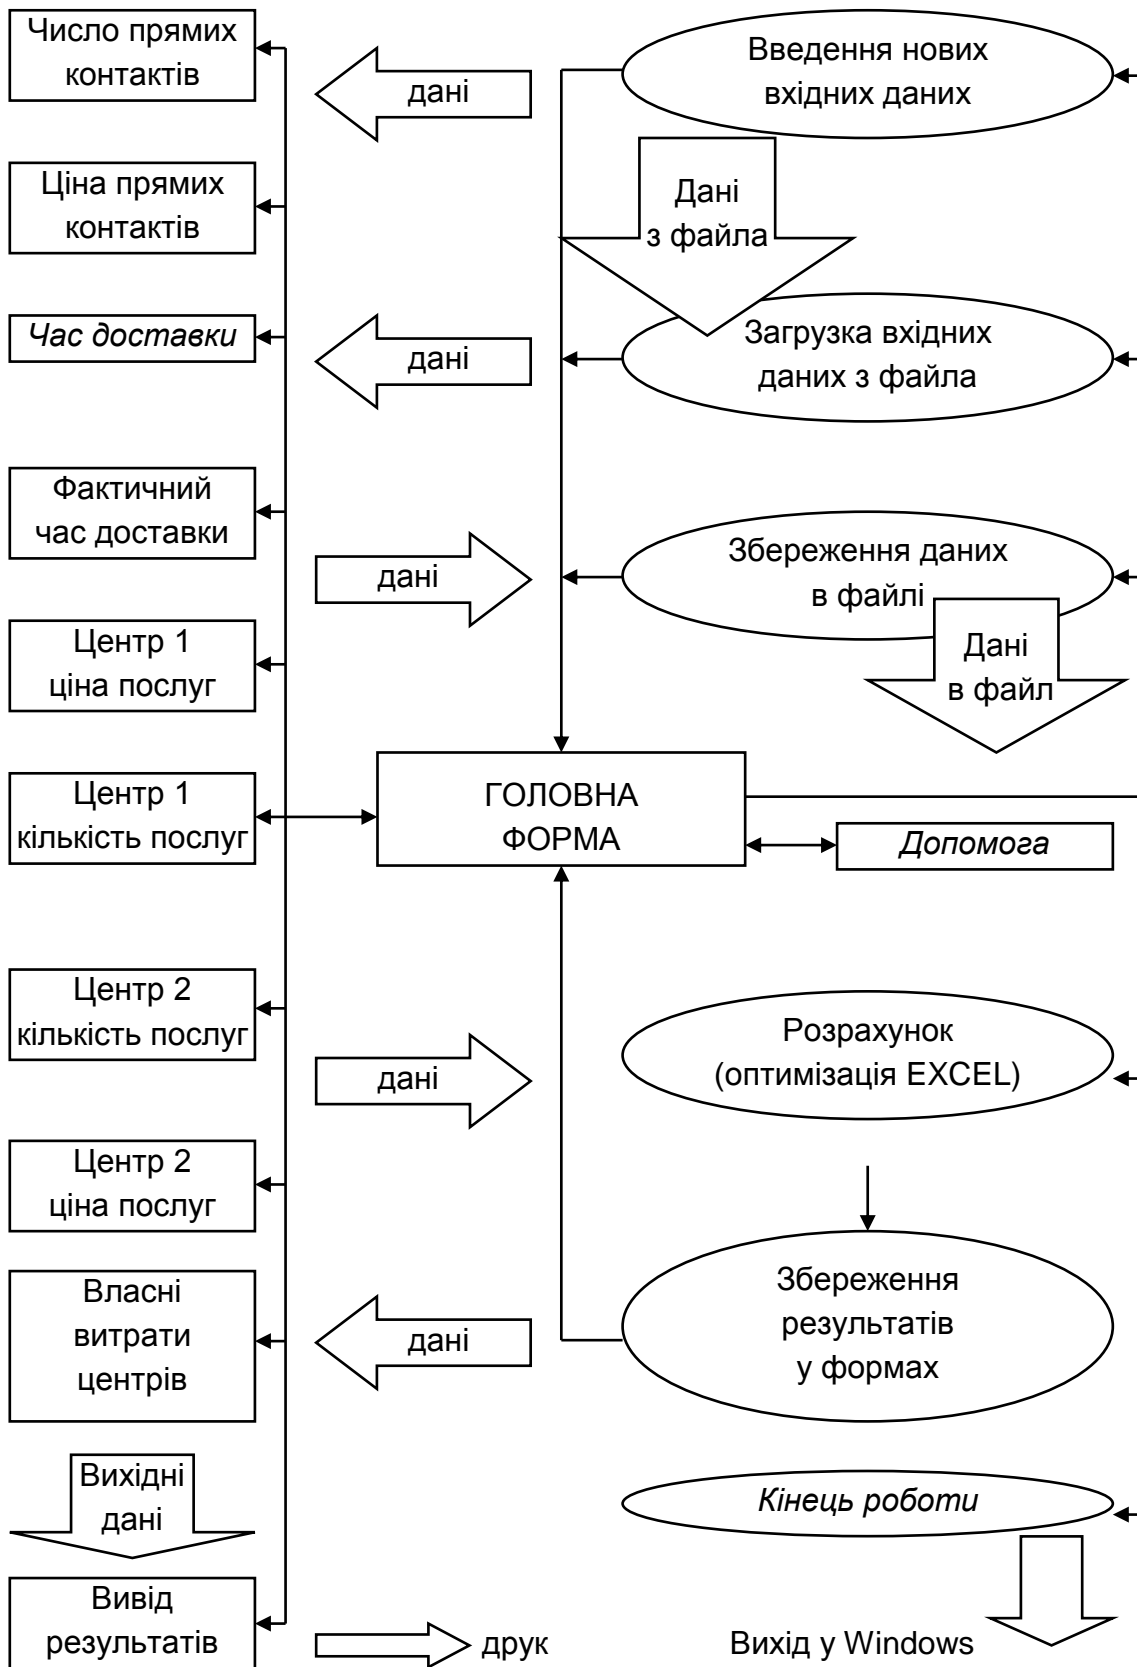 Число прямих
контактів
дані
Введення нових
вхідних даних
Ціна прямих
контактів
Дані
з файла
Час доставки
дані
Загрузка вхідних
даних з файла
Фактичний
час доставки
дані
Збереження даних
в файлі
Центр 1
ціна послуг
Дані
в файл
Центр 1
кількість послуг
ГОЛОВНА
ФОРМА
Допомога
Центр 2
кількість послуг
дані
Розрахунок
(оптимізація EXCEL)
Центр 2
ціна послуг
Власні
витрати
центрів
дані
Збереження
результатів
у формах
Вихідні
дані
Кінець роботи
Вивід
результатів
друк
Вихід у Windows